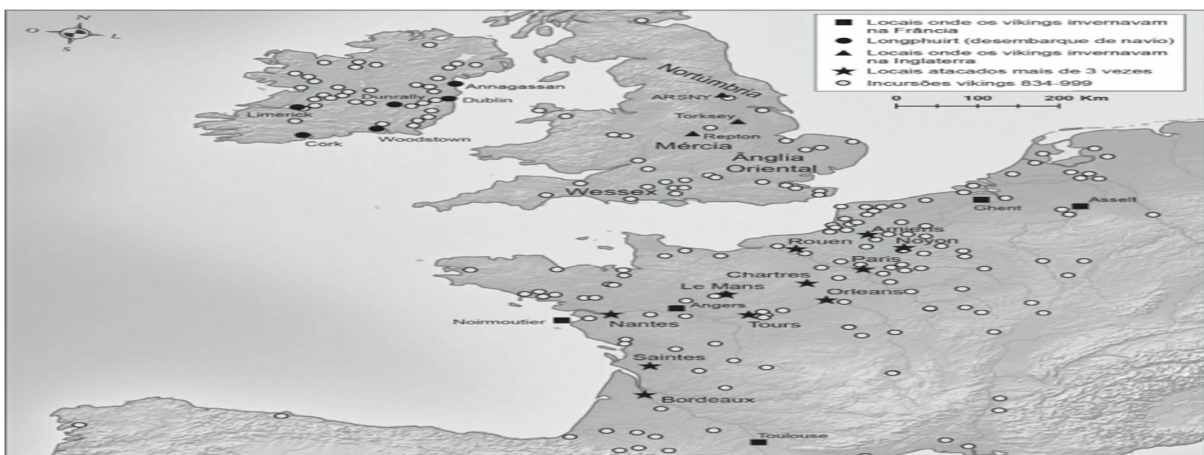 N
O
L
S
Locais onde os vikings invernavam
na Frância
Longphuirt (desembarque de navio)
Locais onde os vikings invernavam
na Inglaterra
Locais atacados mais de 3 vezes
Incursões vikings 834-999
0
100
200 Km
Nortúmbria
ARSNY
Torksey
Repton
Mércia
Ânglia
Oriental
Wessex
Annagassan
Dunrally
Dublin
Limerick
Cork
Woodstown
Ghent
Asselt
Amiens
Rouen
Noyon
Paris
Chartres
Le Mans
Orleans
Angers
Noirmoutier
Nantes
Tours
Saintes
Bordeaux
Toulouse